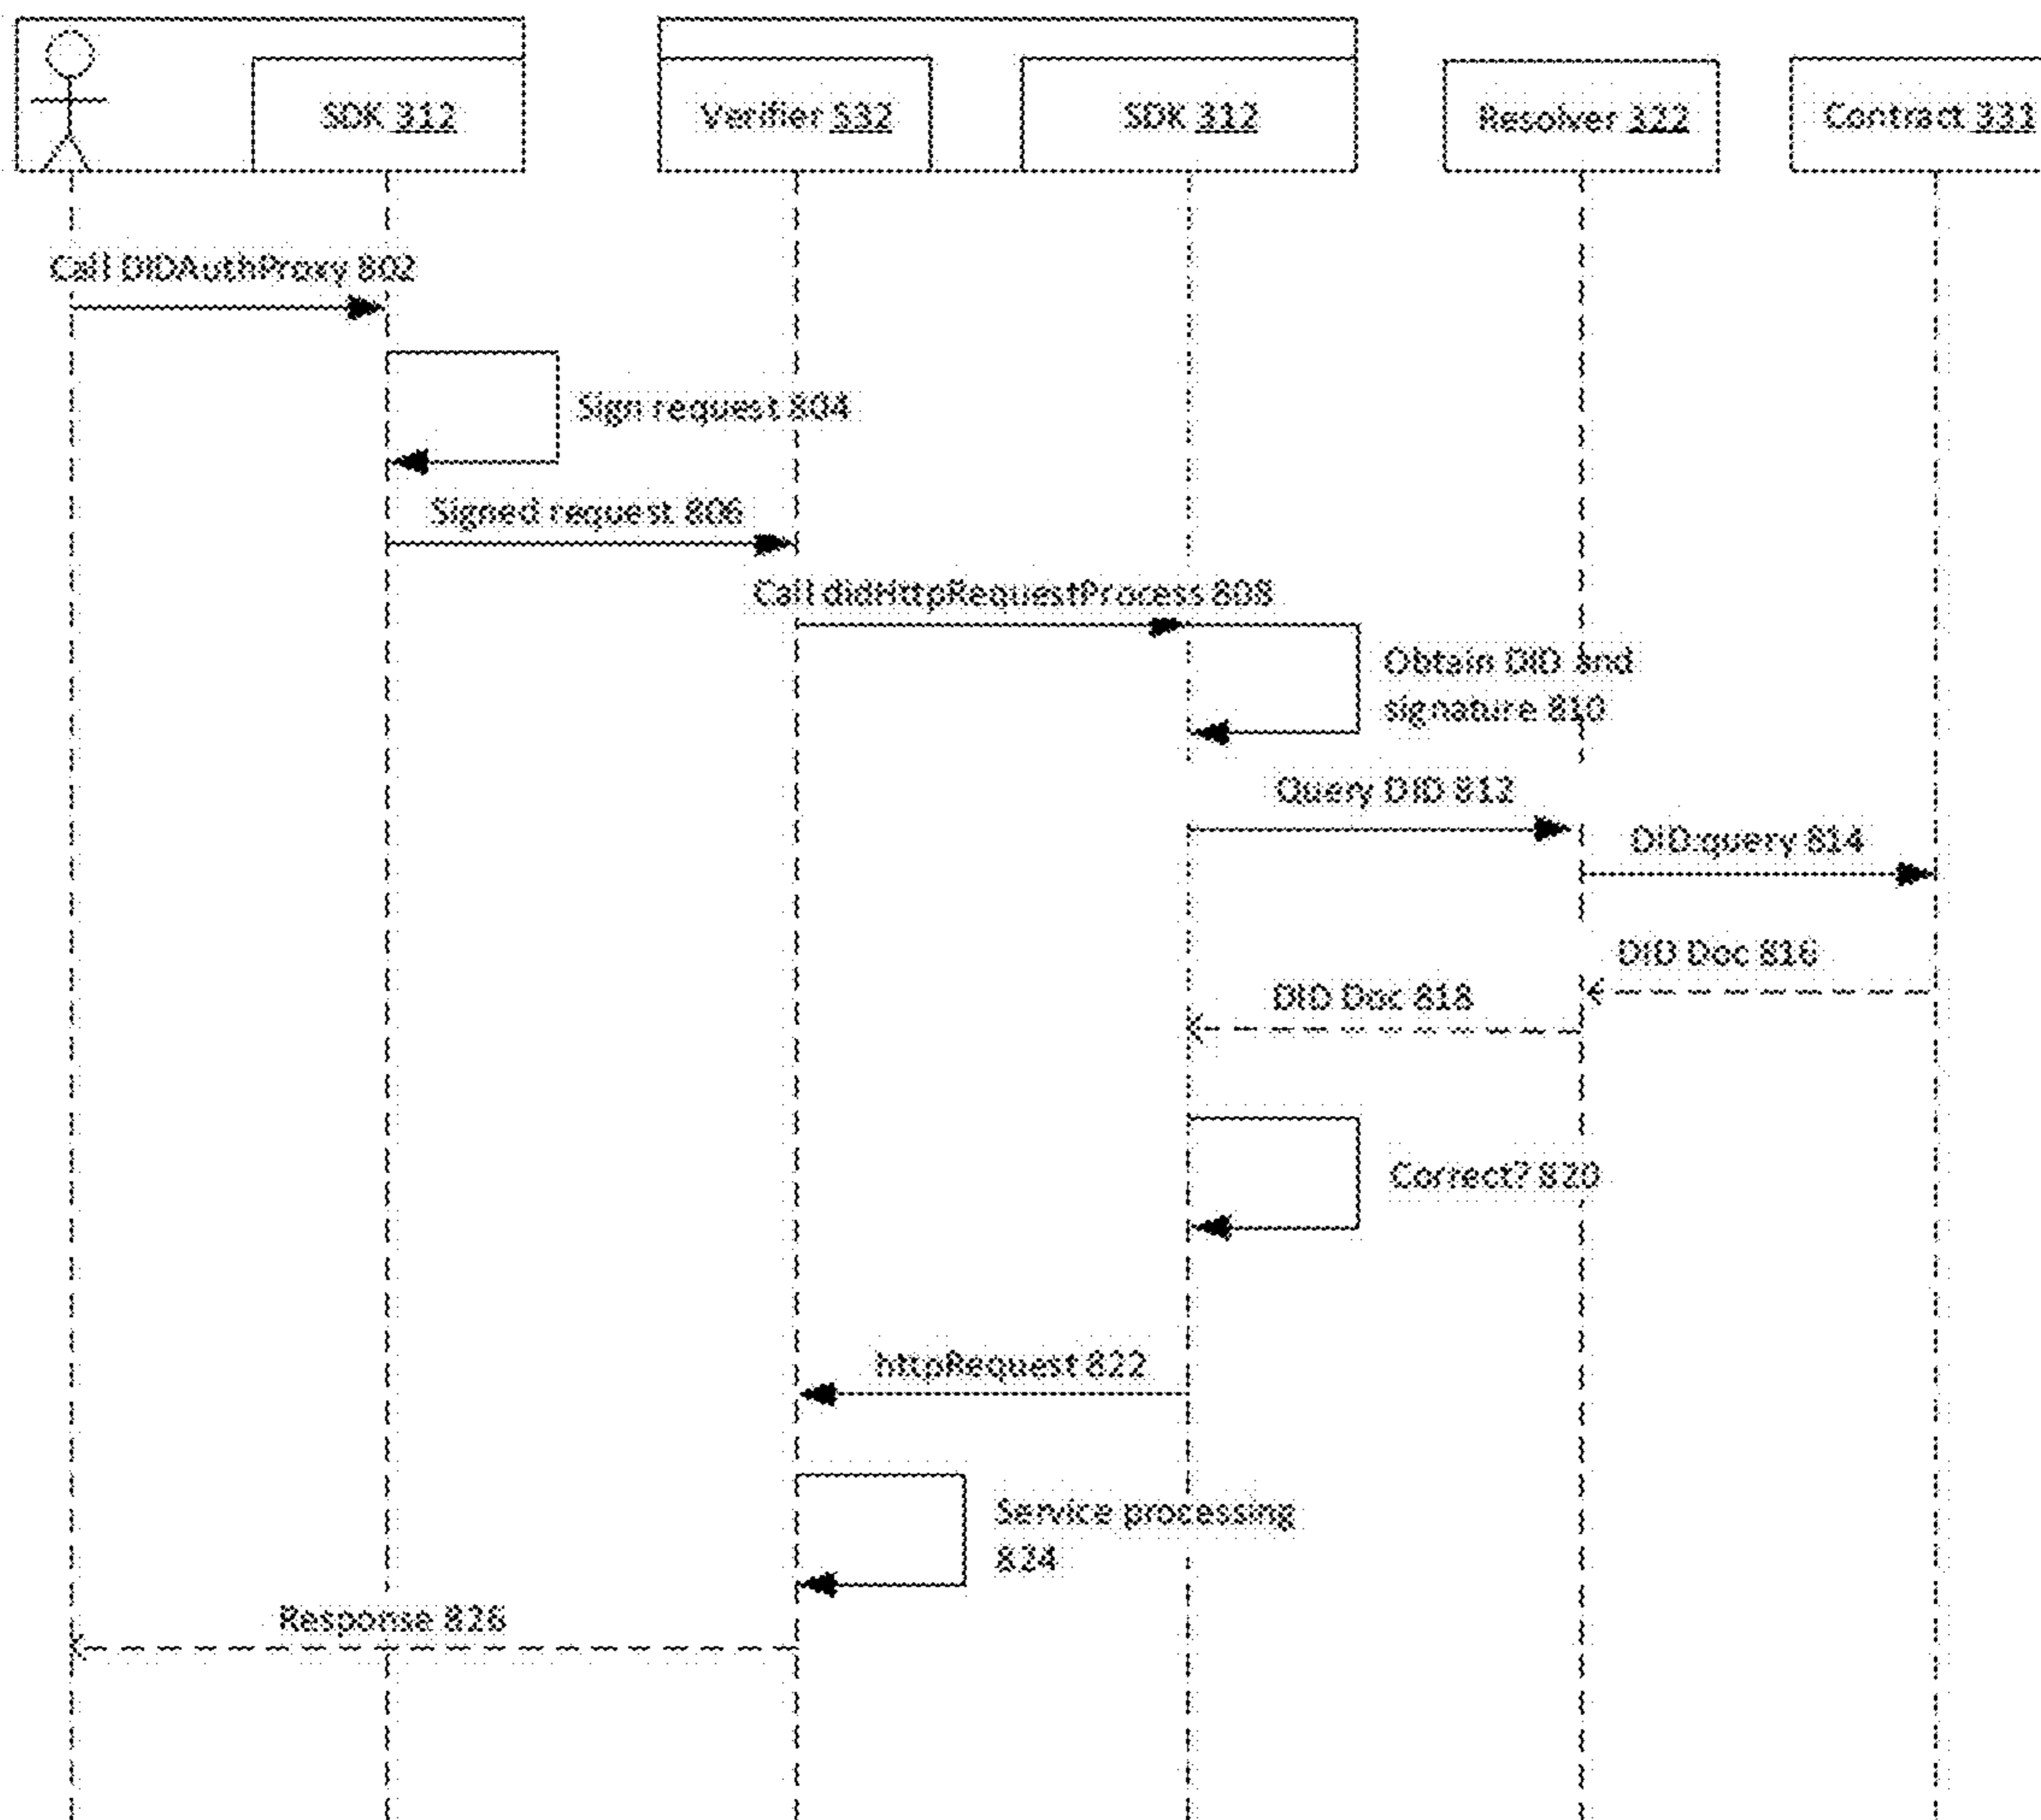 SDK 312
Verifier 532
SDK 312
Resolver 322
Contract 331
Call DIDAuthProxy 802
Sign request 804
Signed request 806
Call didHttpRequestProcess 808
Obtain DID and
signature 810
Query DID 812
DID query 814
DID Doc 816
DID Doc 818
Correct? 820
httpRequest 822
Service processing
824
Response 826